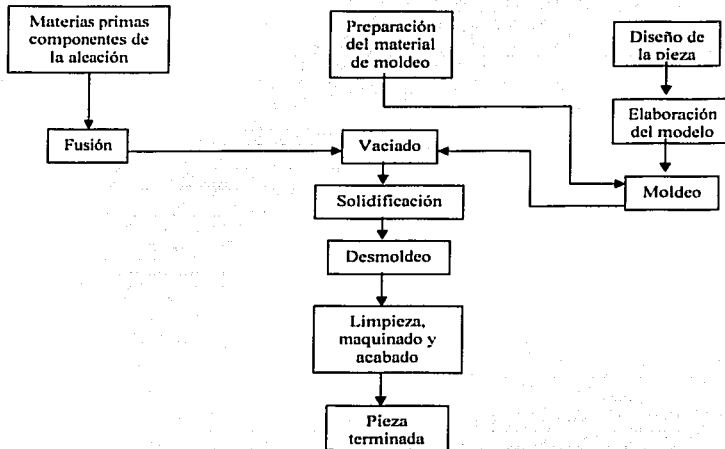 Materias primas
componentes de
la aleación
Preparación
del material
de moldeo
Diseño de
la pieza
Elaboración
del modelo
Fusión
Vaciado
Moldeo
Solidificación
Desmoldeo
Limpieza,
maquinado y
acabado
Pieza
terminada